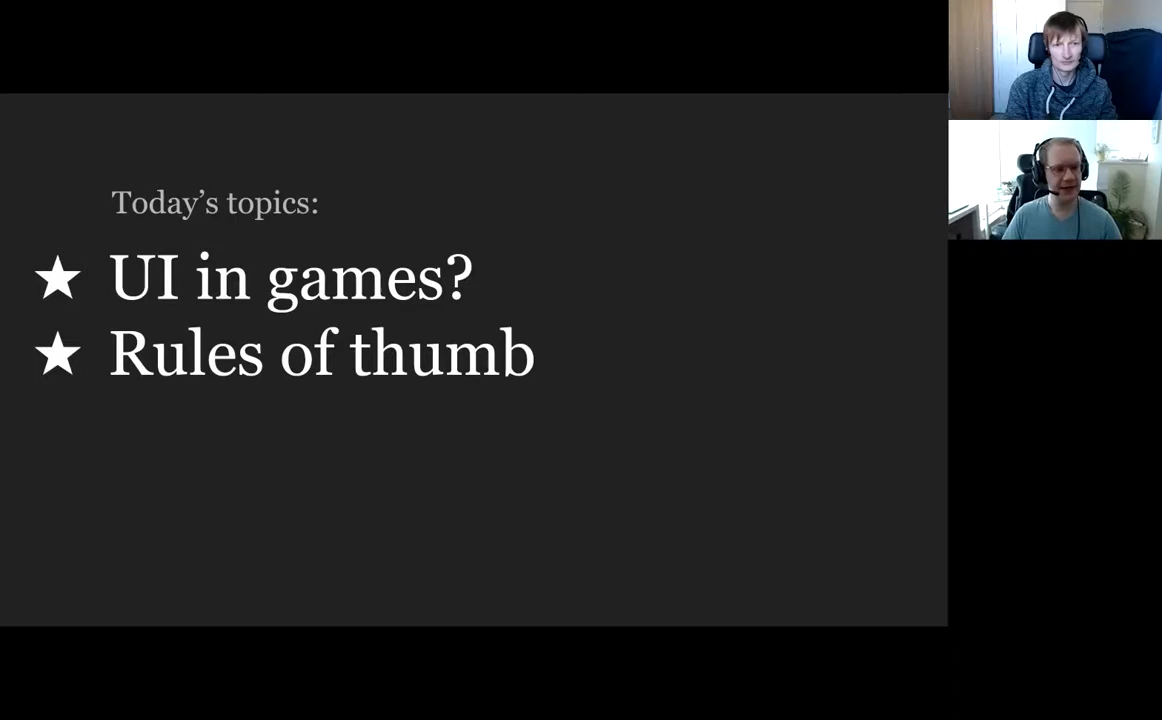 Today’s topics:
★ UI in games?
★ Rules of thumb